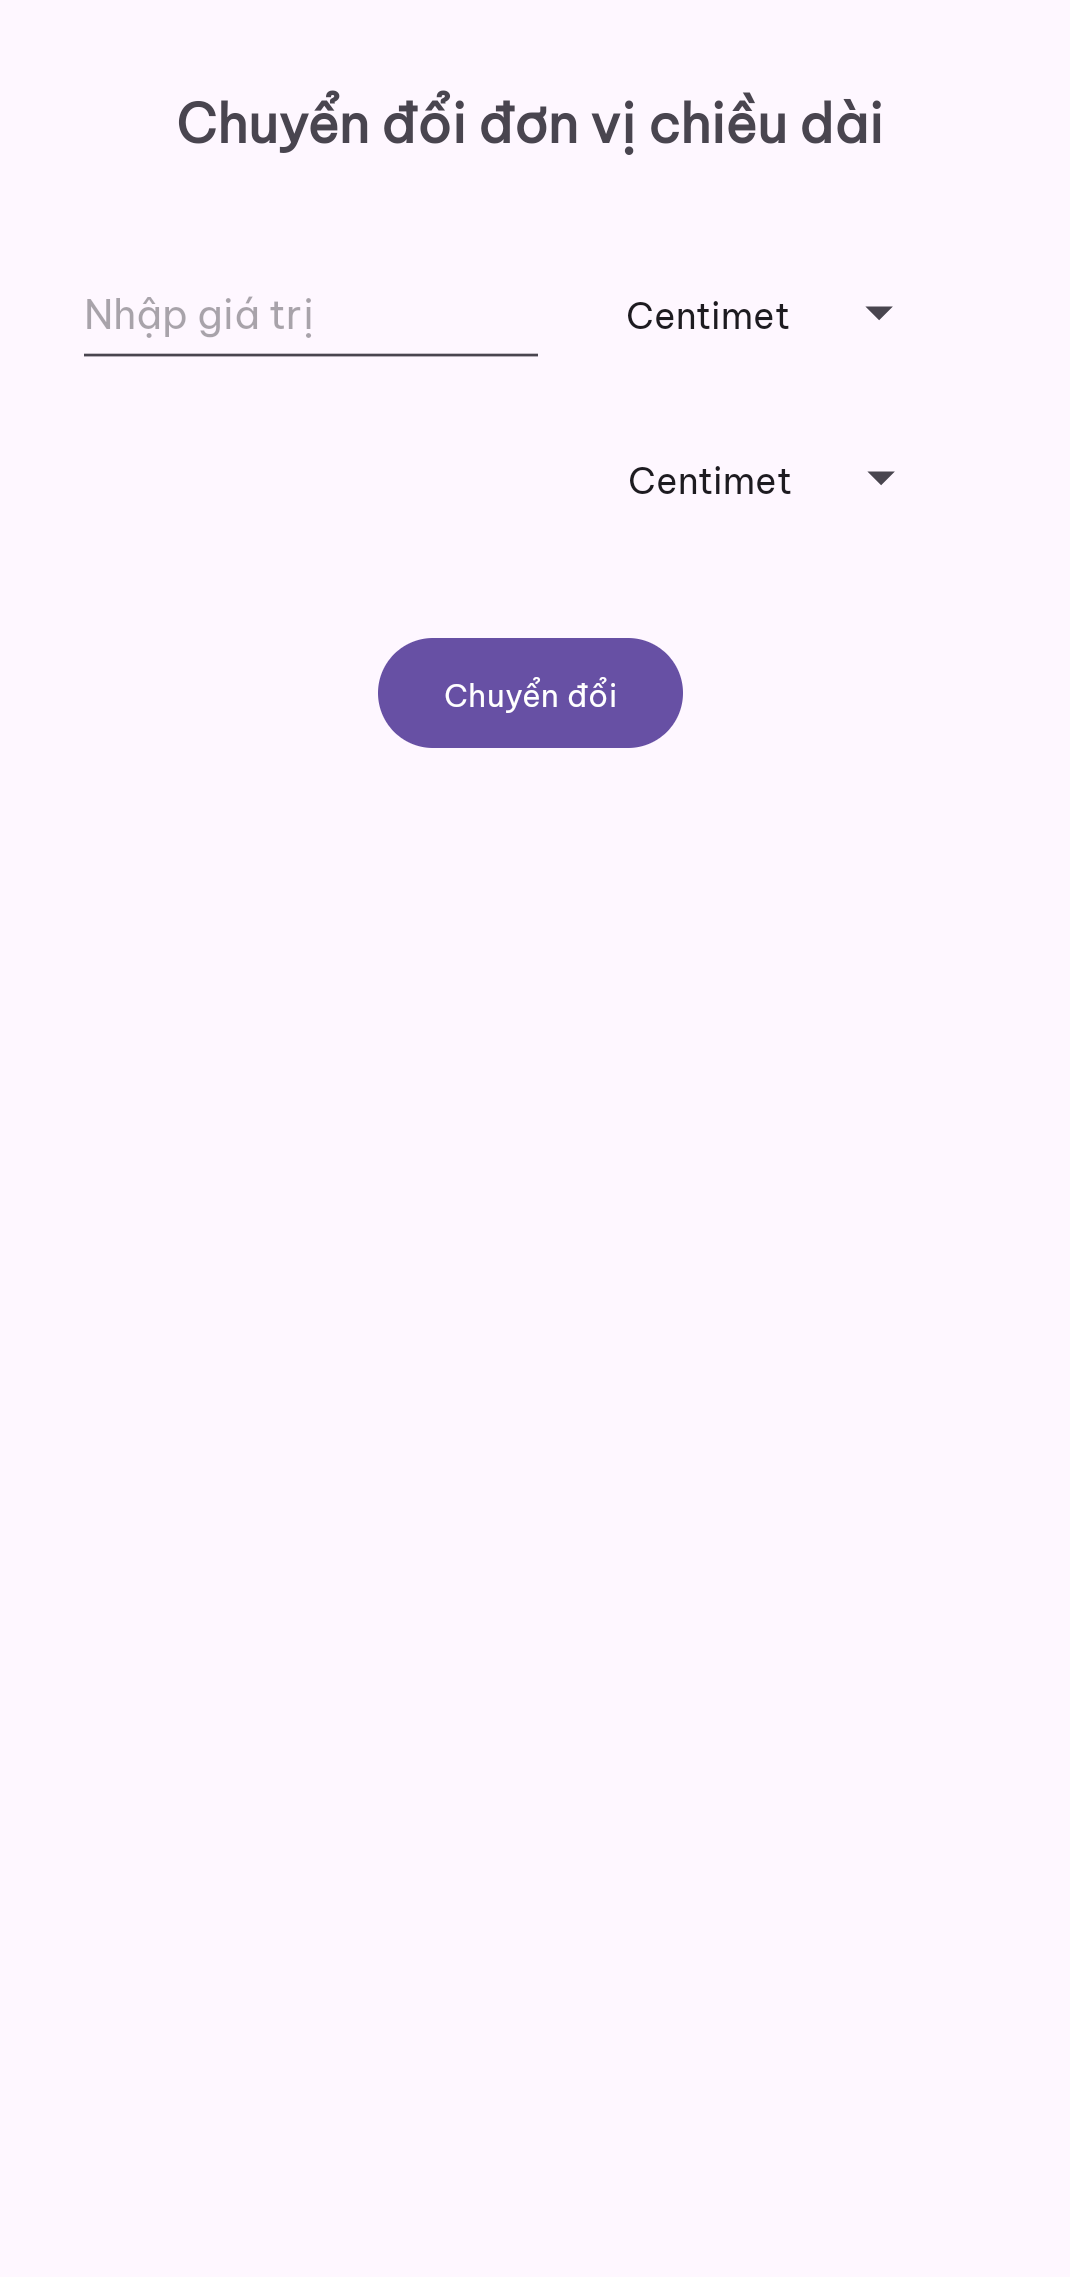 Chuyển đổi đơn vị chiều dài
Nhập giá trị
Centimet
Centimet
Chuyển đổi